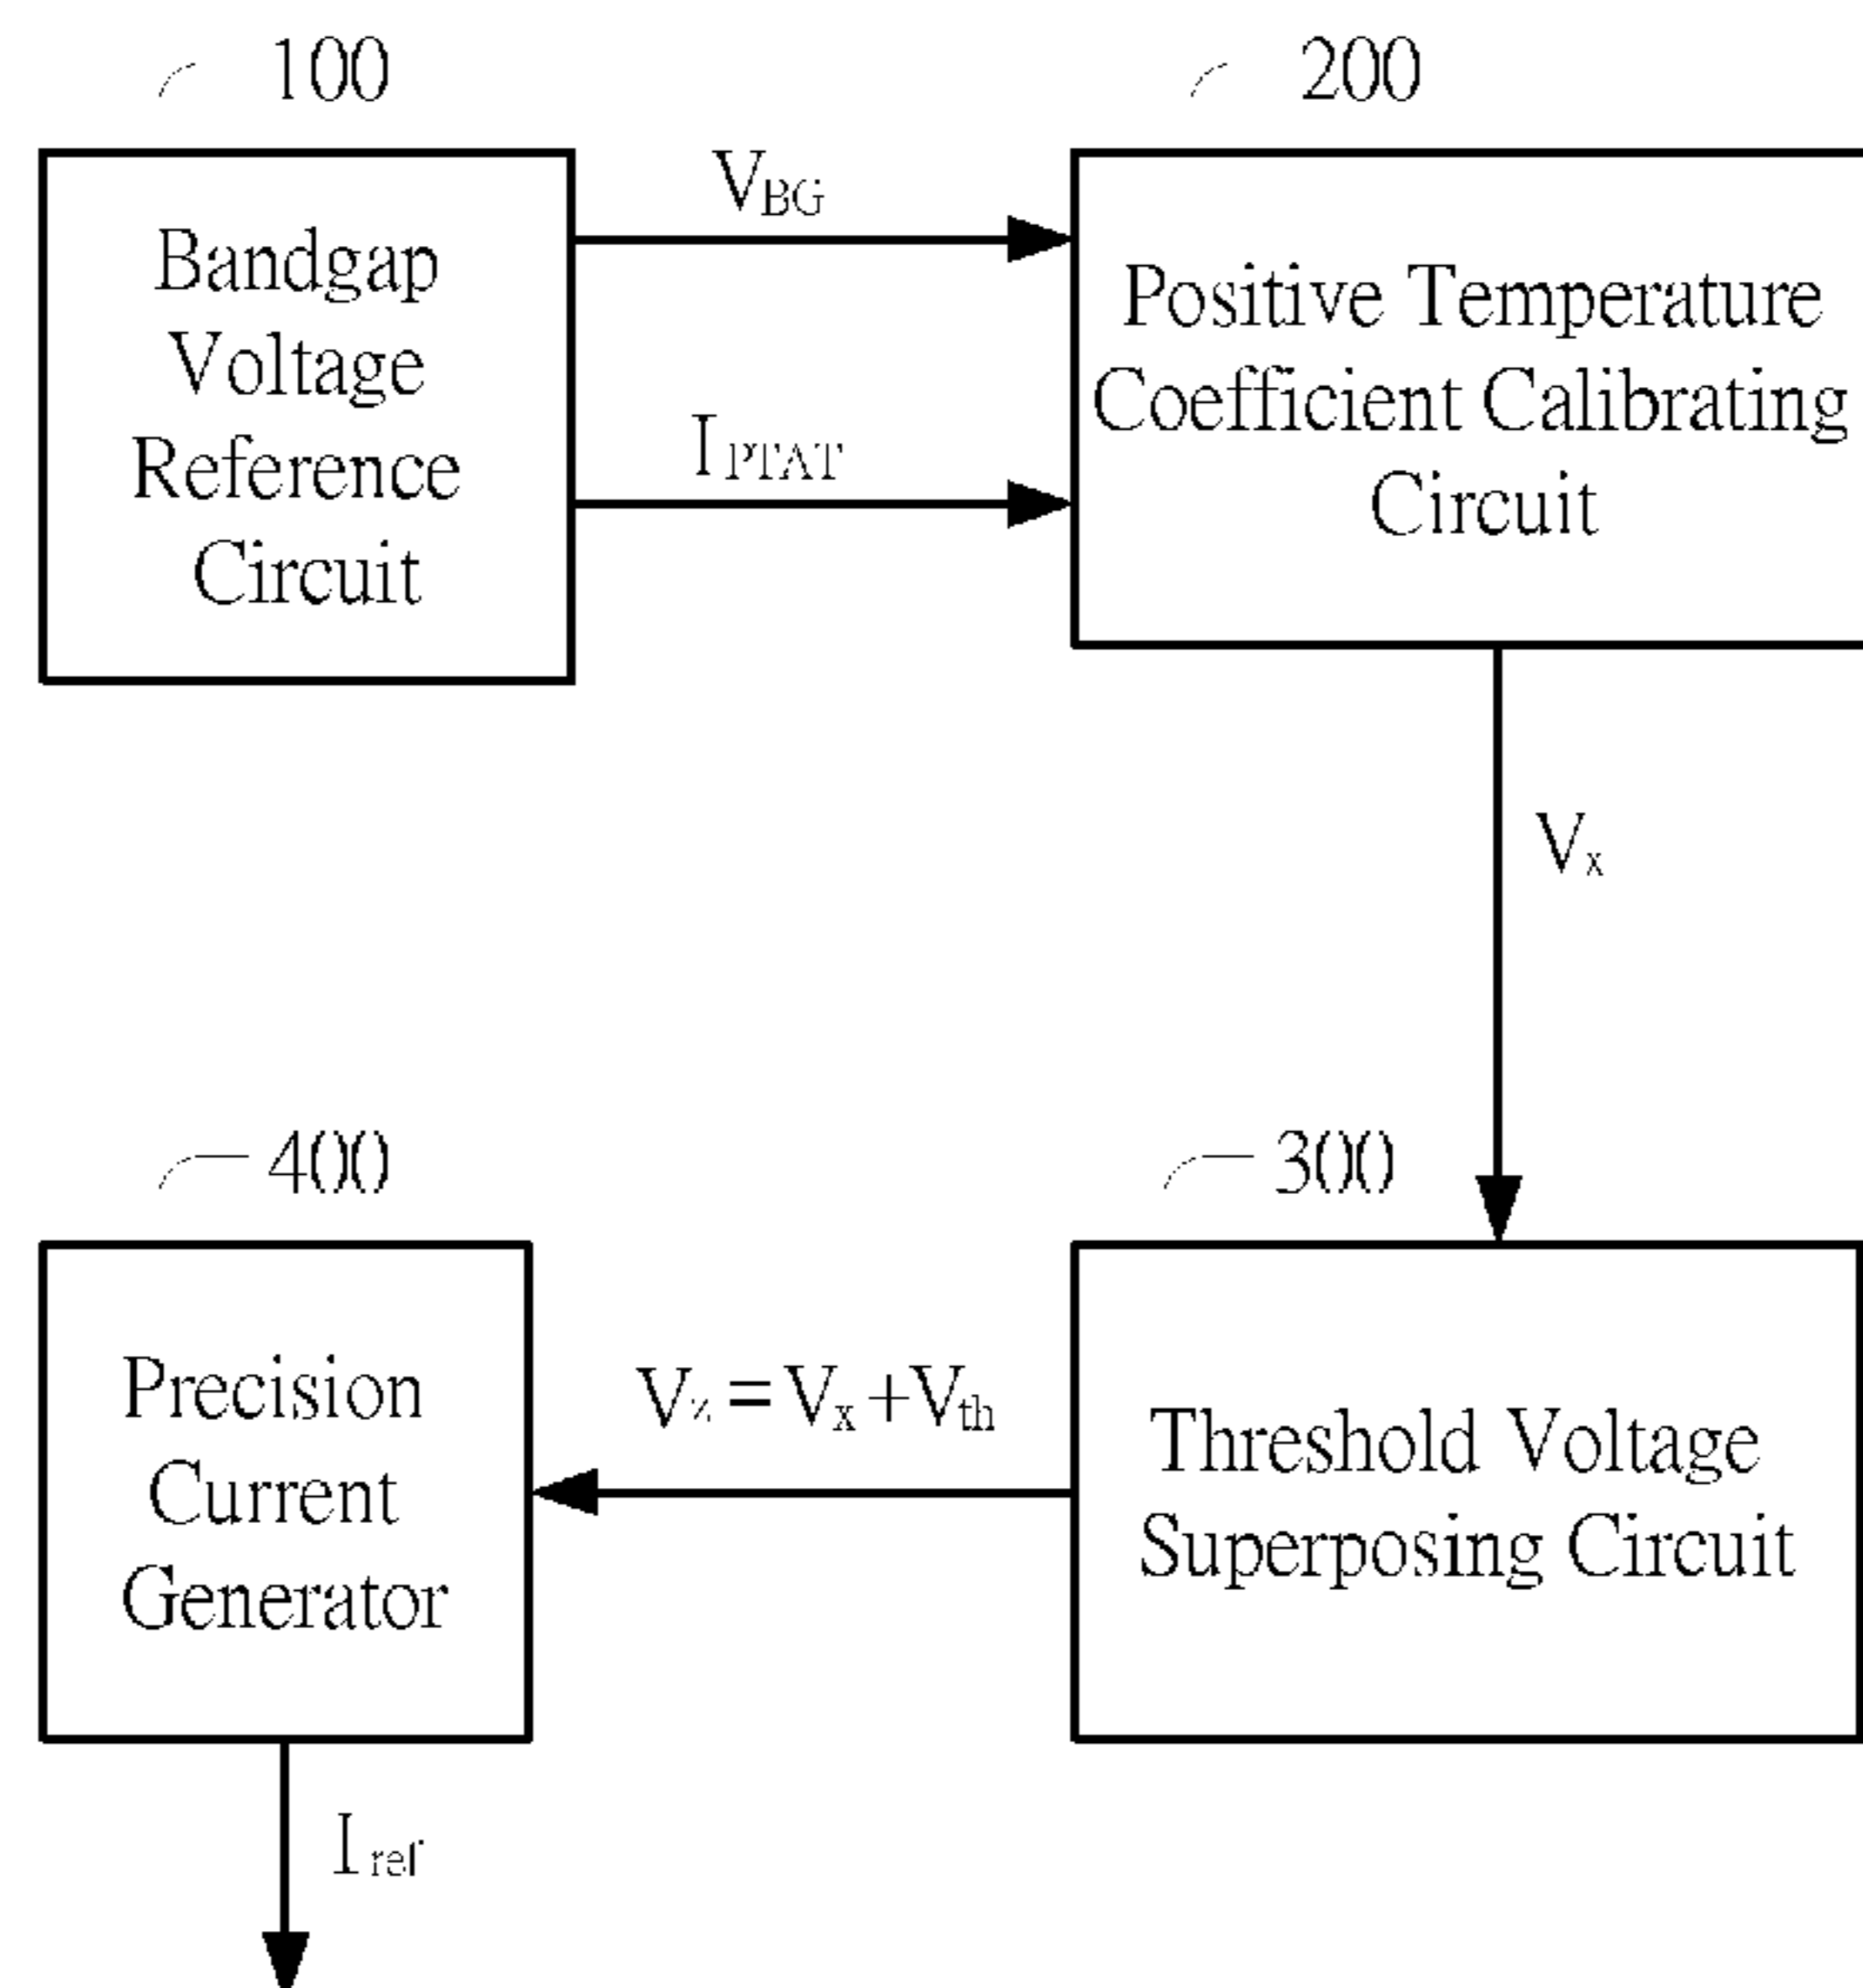 100
200
Bandgap
Voltage
Reference
Circuit
VBG
IPTAT
Positive Temperature
Coefficient Calibrating
Circuit
Vx
400
300
Precision
Current
Generator
Vz = Vx + Vth
Threshold Voltage
Superposing Circuit
Iref